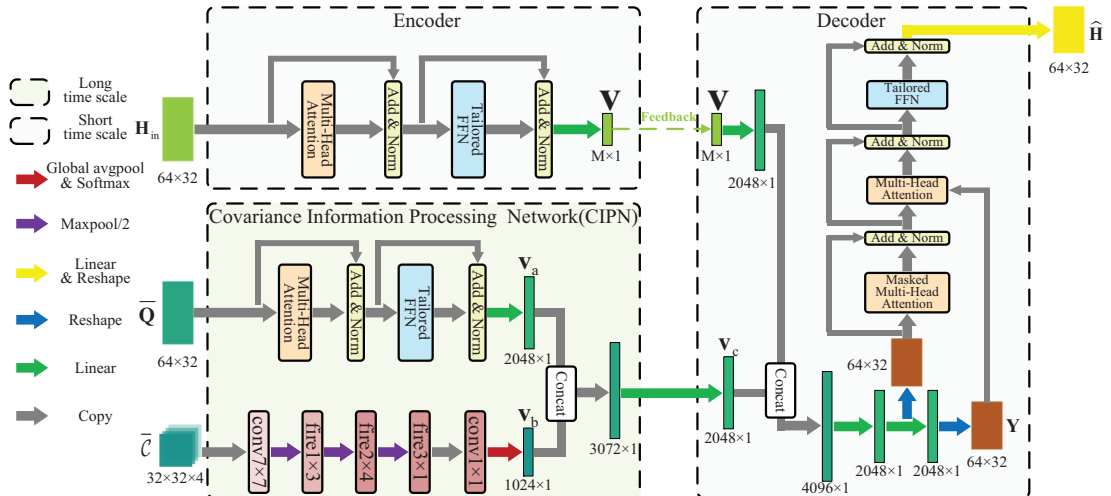 Encoder
Decoder
Long
time scale
Short
time scale
Global avgpool
& Softmax
Maxpool/2
Linear
& Reshape
Reshape
Linear
Copy
H_in
64×32
Multi-Head
Attention
Add & Norm
Tailored
FFN
Add & Norm
V
M×1
Feedback
Covariance Information Processing Network(CIPN)
Q̅
64×32
Multi-Head
Attention
Add & Norm
Tailored
FFN
Add & Norm
V_a
2048×1
C̅
32×32×4
conv7×7
fire1×3
fire2×4
fire3×1
conv1×1
V_b
1024×1
Concat
3072×1
V
M×1
2048×1
V_c
2048×1
Concat
4096×1
2048×1
2048×1
64×32
Y
64×32
Masked
Multi-Head
Attention
Add & Norm
Multi-Head
Attention
Add & Norm
Tailored
FFN
Add & Norm
Ĥ
64×32